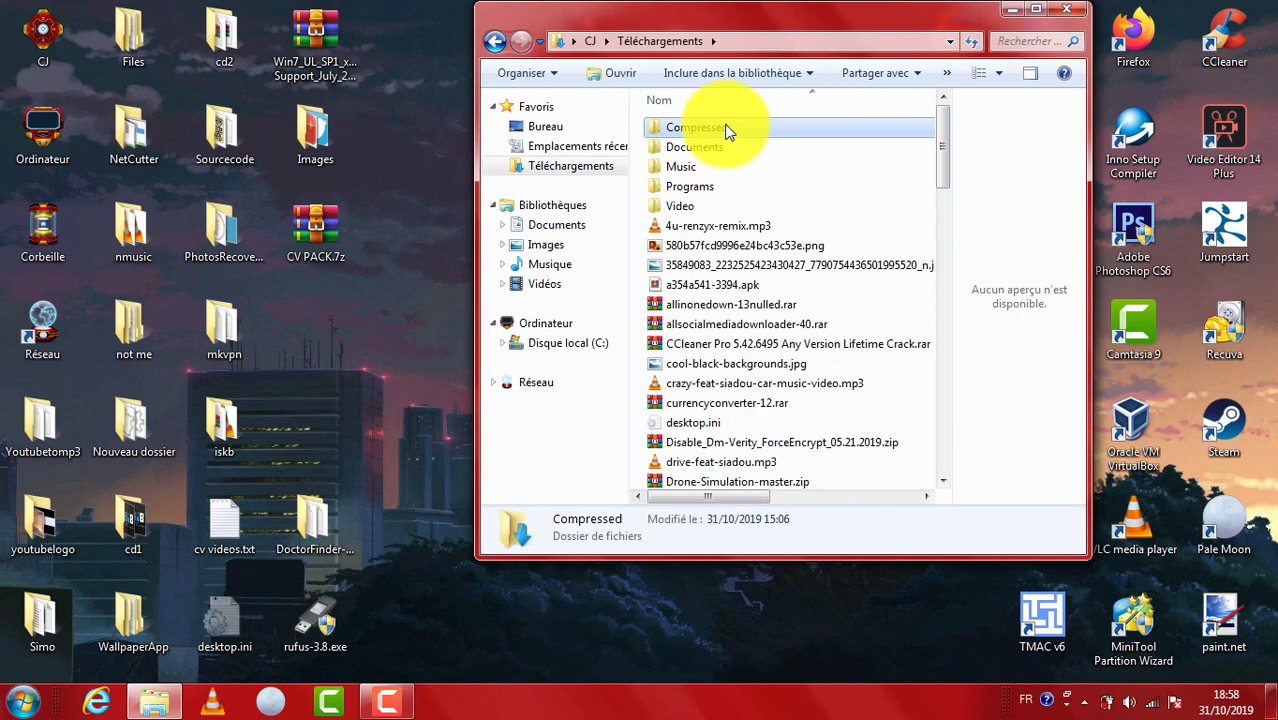 CJ
Files
cd2
Win7_UL_SP1_x...
Support_July_2...
Ordinateur
NetCutter
Sourcecode
Images
Corbeille
nmusic
PhotosRecove...
CV PACK.7z
Réseau
not me
mkvpn
Youtubetomp3
Nouveau dossier
iskb
youtubelogo
cd1
cv videos.txt
DoctorFinder-...
Simo
WallpaperApp
desktop.ini
rufus-3.8.exe
CJ
Téléchargements
Rechercher ...
Organiser
Ouvrir
Inclure dans la bibliothèque
Partager avec
»
Favoris
Bureau
Emplacements récer
Téléchargements
Bibliothèques
Documents
Images
Musique
Vidéos
Ordinateur
Disque local (C:)
Réseau
Nom
Compressed
Documents
Music
Programs
Video
4u-renzyx-remix.mp3
580b57fcd9996e24bc43c53e.png
35849083_2232525423430427_7790754436501995520_n.j
a354a541-3394.apk
allinonedown-13nulled.rar
allsocialmediadownloader-40.rar
CCleaner Pro 5.42.6495 Any Version Lifetime Crack.rar
cool-black-backgrounds.jpg
crazy-feat-siadou-car-music-video.mp3
currencyconverter-12.rar
desktop.ini
Disable_Dm-Verity_ForceEncrypt_05.21.2019.zip
drive-feat-siadou.mp3
Drone-Simulation-master.zip
Aucun aperçu n'est
disponible.
Compressed
Modifié le : 31/10/2019 15:06
Dossier de fichiers
Firefox
CCleaner
Inno Setup
Compiler
Video Editor 14
Plus
Adobe
Photoshop CS6
Jumpstart
Camtasia 9
Recuva
Oracle VM
VirtualBox
Steam
VLC media player
Pale Moon
TMAC v6
MiniTool
Partition Wizard
paint.net
FR
18:58
31/10/2019